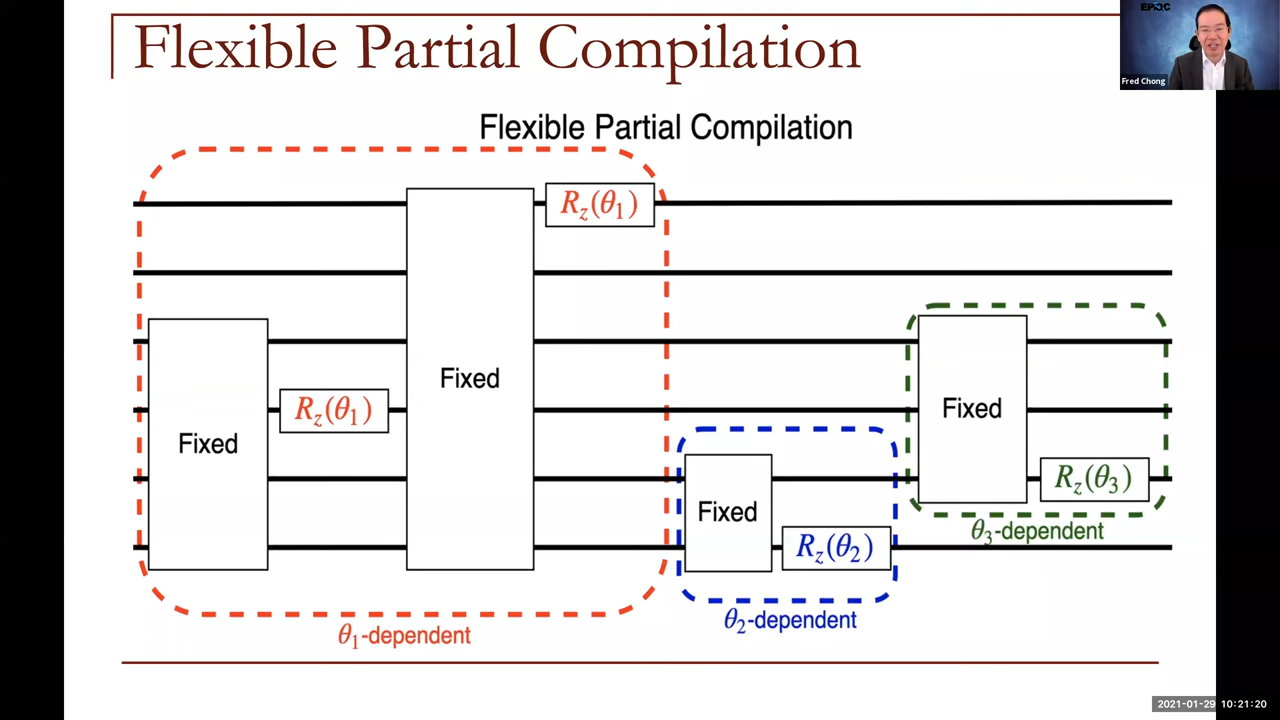 Flexible Partial Compilation
EPiQC
Fred Chong
Flexible Partial Compilation
Rz(θ1)
Fixed
Rz(θ1)
Fixed
Fixed
Rz(θ2)
Fixed
Rz(θ3)
θ3-dependent
θ2-dependent
θ1-dependent
2021-01-29 10:21:20